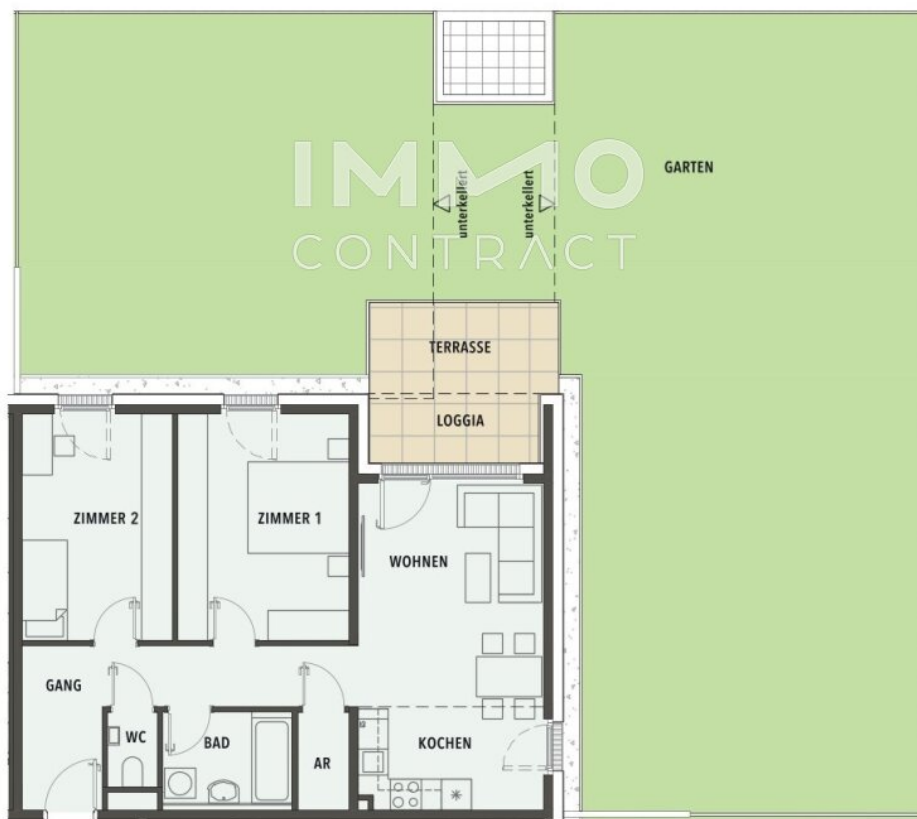 IMMO
CONTRACT
GARTEN
unterkellert
unterkellert
TERRASSE
LOGGIA
ZIMMER 2
ZIMMER 1
WOHNEN
GANG
WC
BAD
AR
KOCHEN